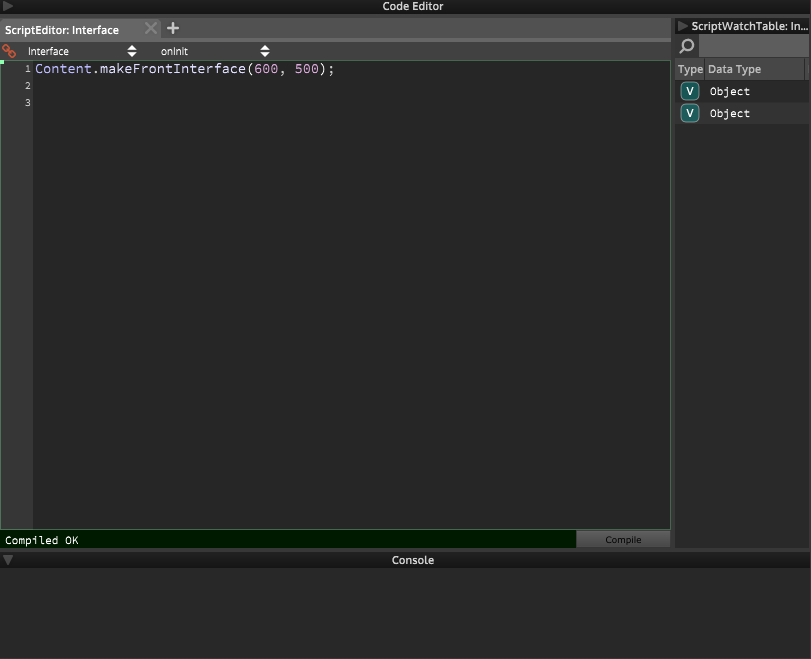 Code Editor
ScriptEditor: Interface
ScriptWatchTable: In...
Interface
onInit
1 Content.makeFrontInterface(600, 500);
2
3
Type Data Type
V Object
V Object
Compiled OK
Compile
Console